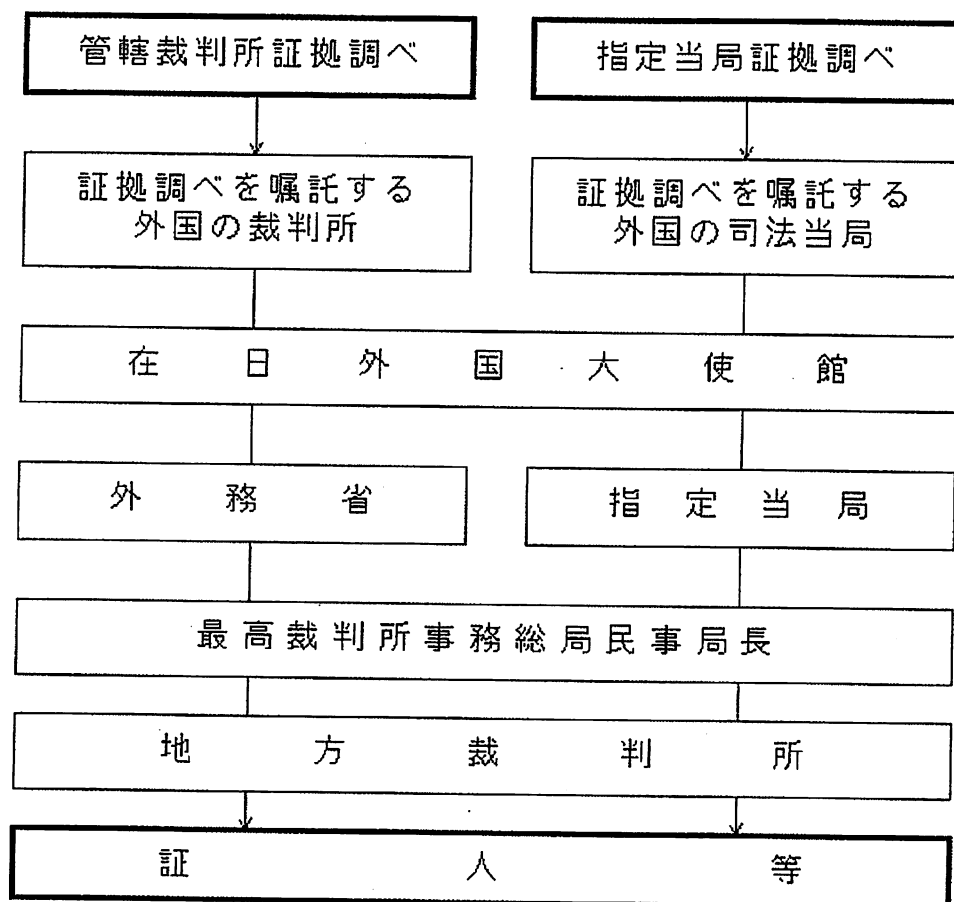 管轄裁判所証拠調べ
指定当局証拠調べ
証拠調べを嘱託する
外国の裁判所
証拠調べを嘱託する
外国の司法当局
在日外国大使館
外務省
指定当局
最高裁判所事務総局民事局長
地方裁判所
証人等